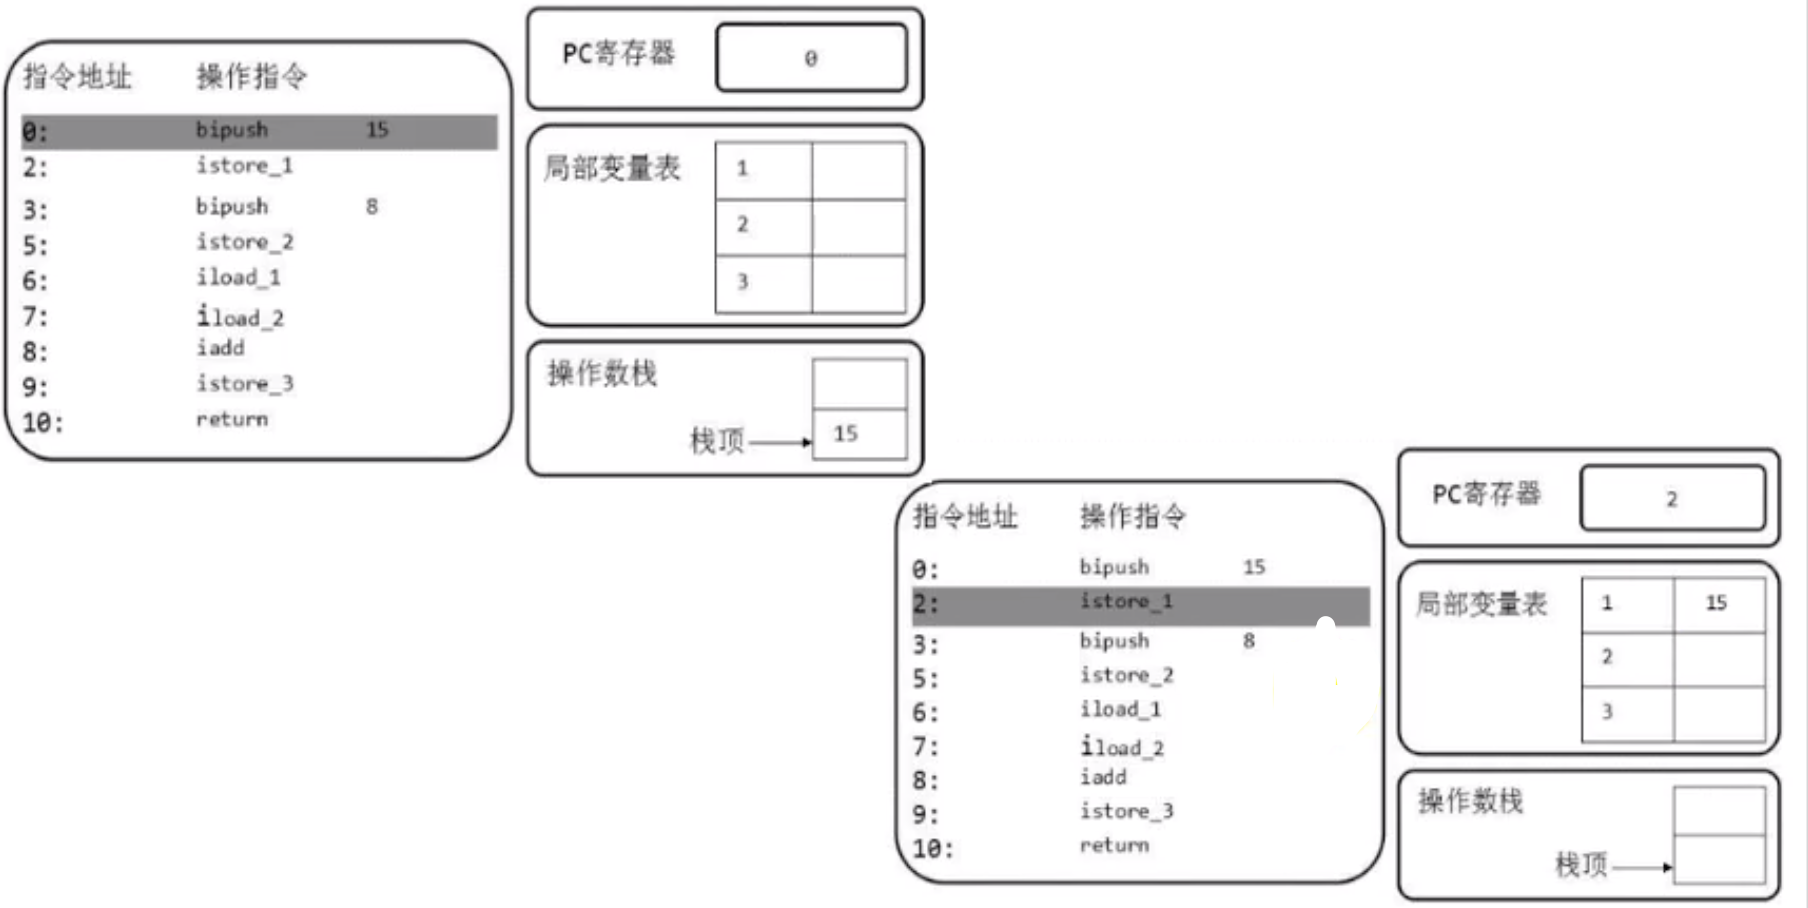 指令地址 操作指令
0: bipush 15
2: istore_1
3: bipush 8
5: istore_2
6: iload_1
7: iload_2
8: iadd
9: istore_3
10: return
PC寄存器 0
局部变量表 1
2
3
操作数栈
栈顶 15
指令地址 操作指令
0: bipush 15
2: istore_1
3: bipush 8
5: istore_2
6: iload_1
7: iload_2
8: iadd
9: istore_3
10: return
PC寄存器 2
局部变量表 1 15
2
3
操作数栈
栈顶